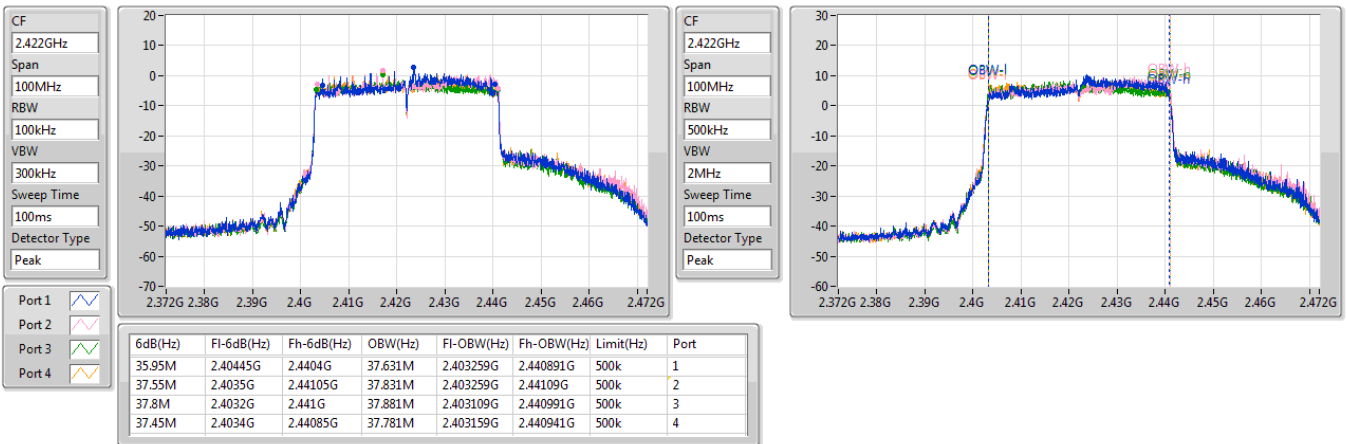 CF
2.422GHz
Span
100MHz
RBW
100kHz
VBW
300kHz
Sweep Time
100ms
Detector Type
Peak
20
10
0
-10
-20
-30
-40
-50
-60
-70
2.372G 2.38G 2.39G 2.4G 2.41G 2.42G 2.43G 2.44G 2.45G 2.46G 2.472G
CF
2.422GHz
Span
100MHz
RBW
500kHz
VBW
2MHz
Sweep Time
100ms
Detector Type
Peak
30
20
10
0
-10
-20
-30
-40
-50
-60
OBW-l
OBW-h
OBW-h
2.372G 2.38G 2.39G 2.4G 2.41G 2.42G 2.43G 2.44G 2.45G 2.46G 2.472G
Port 1
Port 2
Port 3
Port 4
6dB(Hz) Fl-6dB(Hz) Fh-6dB(Hz) OBW(Hz) Fl-OBW(Hz) Fh-OBW(Hz) Limit(Hz) Port
35.95M 2.40445G 2.4404G 37.631M 2.403259G 2.440891G 500k 1
37.55M 2.4035G 2.44105G 37.831M 2.403259G 2.44109G 500k 2
37.8M 2.4032G 2.441G 37.881M 2.403109G 2.440991G 500k 3
37.45M 2.4034G 2.44085G 37.781M 2.403159G 2.440941G 500k 4